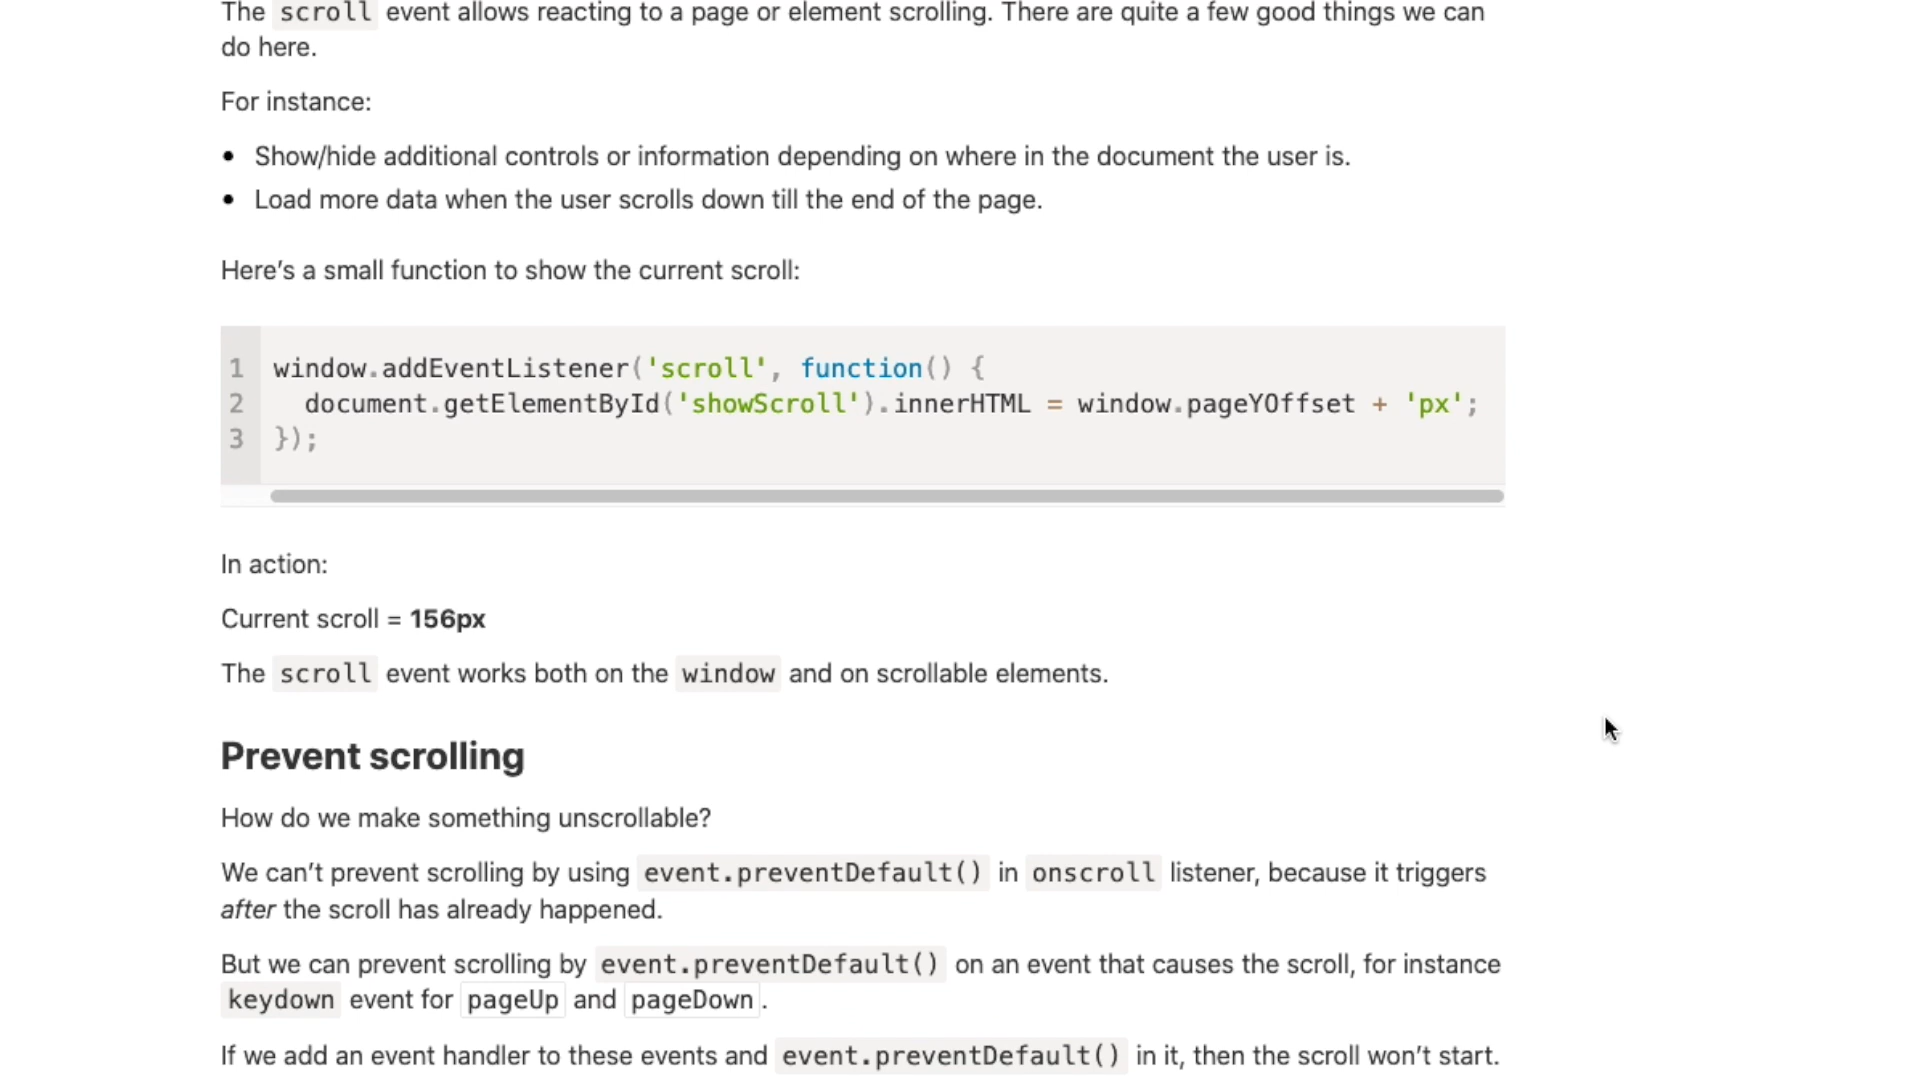 The scroll event allows reacting to a page or element scrolling. There are quite a few good things we can
do here.
For instance:
• Show/hide additional controls or information depending on where in the document the user is.
• Load more data when the user scrolls down till the end of the page.
Here’s a small function to show the current scroll:
1 window.addEventListener('scroll', function() {
2   document.getElementById('showScroll').innerHTML = window.pageYOffset + 'px';
3 });
In action:
Current scroll = 156px
The scroll event works both on the window and on scrollable elements.
Prevent scrolling
How do we make something unscrollable?
We can’t prevent scrolling by using event.preventDefault() in onscroll listener, because it triggers
after the scroll has already happened.
But we can prevent scrolling by event.preventDefault() on an event that causes the scroll, for instance
keydown event for pageUp and pageDown.
If we add an event handler to these events and event.preventDefault() in it, then the scroll won’t start.